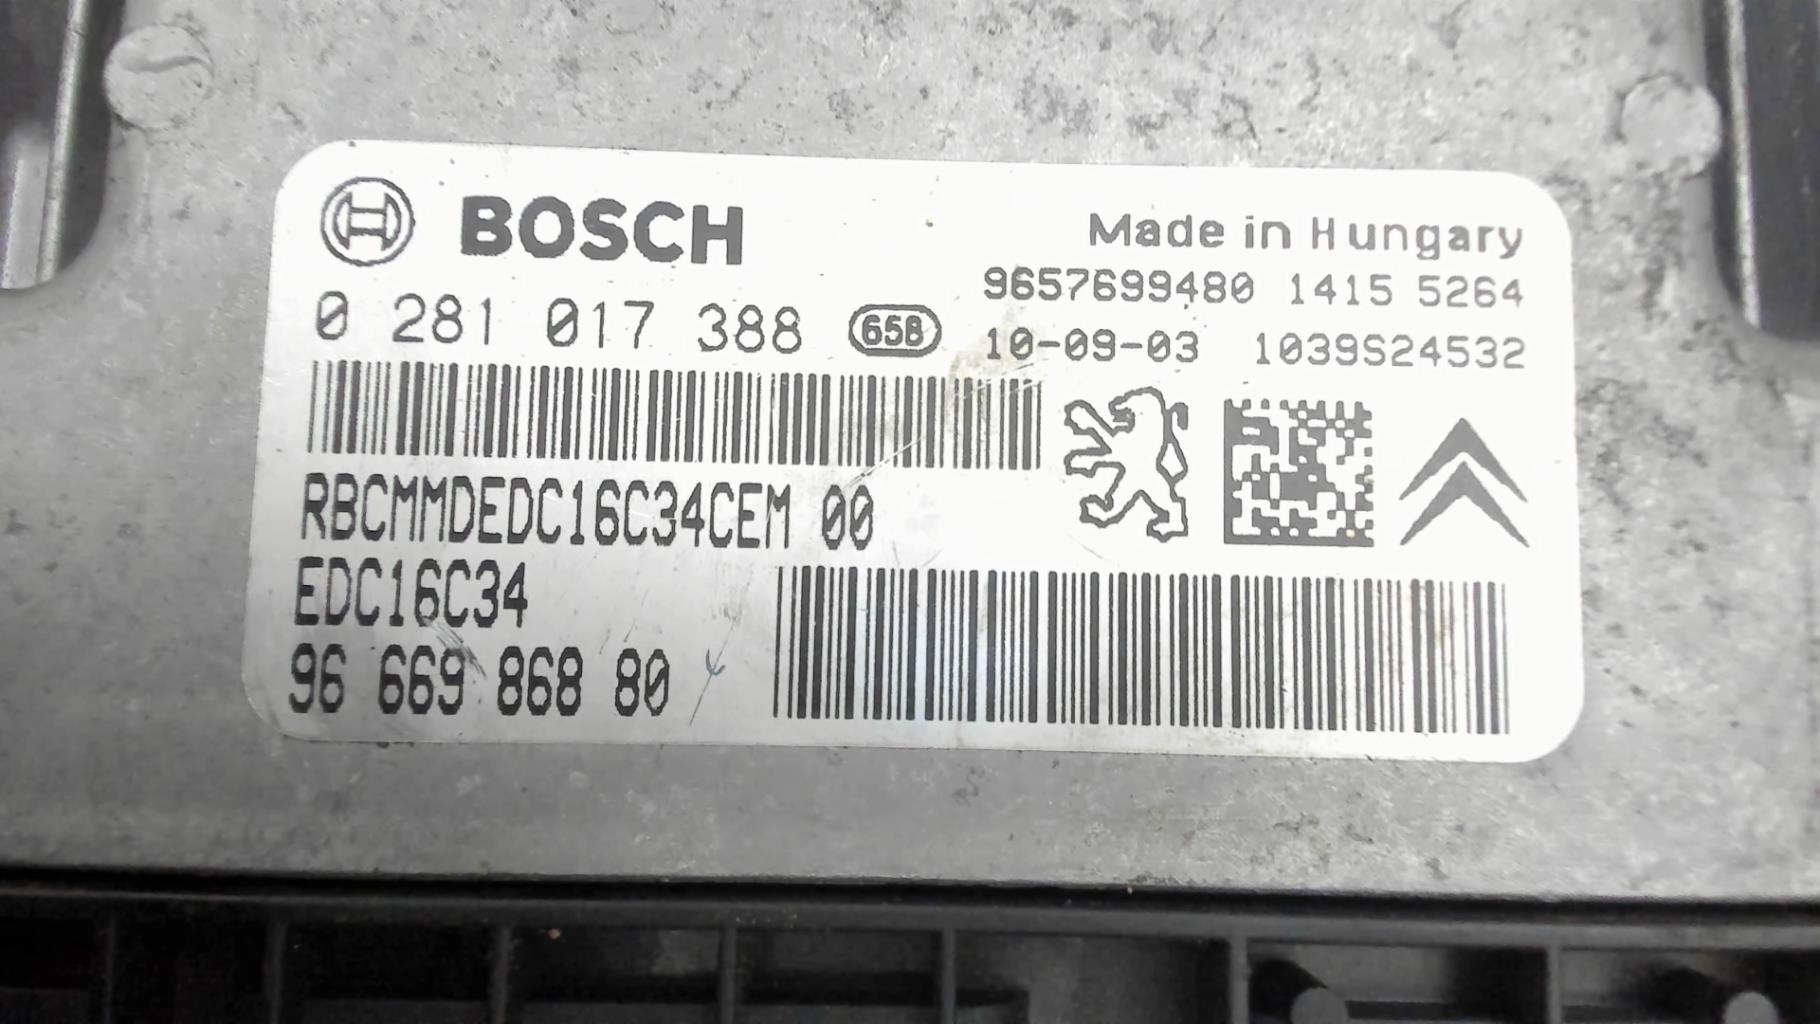 BOSCH
Made in Hungary
9657699480 1415 5264
0 281 017 388 65B
10-09-03 1039S24532
RBCMMDEDC16C34CEM 00
EDC16C34
96 669 868 80